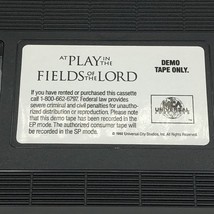 AT PLAY IN THE
FIELDS OF THE LORD
DEMO
TAPE ONLY.
If you have rented or purchased this cassette
call 1-800-662-6797. Federal law provides
severe criminal and civil penalties for unauthor-
ized distribution or reproduction. Please note
that this demo tape has been recorded in the
EP mode. The authorized consumer tape will
be recorded in the SP mode.
MCA
UNIVERSAL
Universal City Studios, Inc. All Rights Reserved.